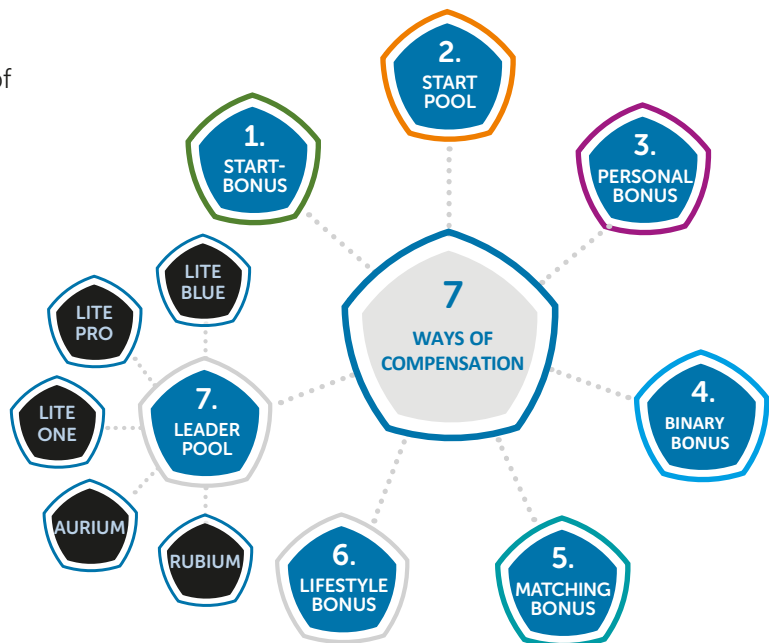 of
2.
START
POOL
1.
START-
BONUS
3.
PERSONAL
BONUS
7
WAYS OF
COMPENSATION
4.
BINARY
BONUS
5.
MATCHING
BONUS
6.
LIFESTYLE
BONUS
7.
LEADER
POOL
LITE
BLUE
LITE
PRO
LITE
ONE
AURIUM
RUBIUM